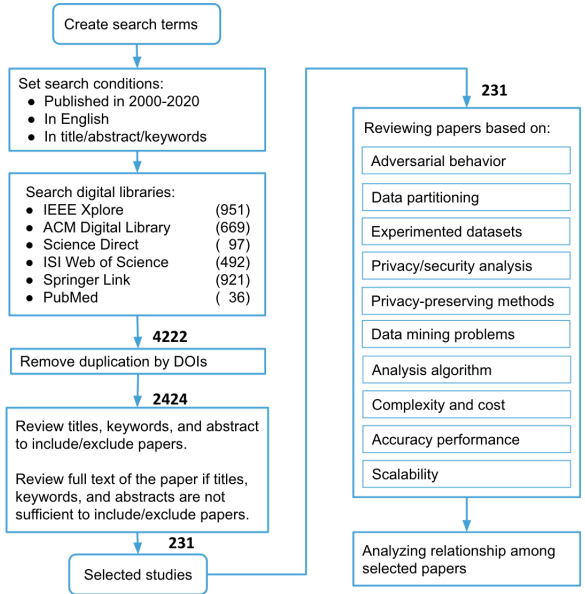 Create search terms
Set search conditions:
● Published in 2000-2020
● In English
● In title/abstract/keywords
Search digital libraries:
● IEEE Xplore (951)
● ACM Digital Library (669)
● Science Direct ( 97)
● ISI Web of Science (492)
● Springer Link (921)
● PubMed ( 36)
4222
Remove duplication by DOIs
2424
Review titles, keywords, and abstract
to include/exclude papers.
Review full text of the paper if titles,
keywords, and abstracts are not
sufficient to include/exclude papers.
231
Selected studies
231
Reviewing papers based on:
Adversarial behavior
Data partitioning
Experimented datasets
Privacy/security analysis
Privacy-preserving methods
Data mining problems
Analysis algorithm
Complexity and cost
Accuracy performance
Scalability
Analyzing relationship among
selected papers